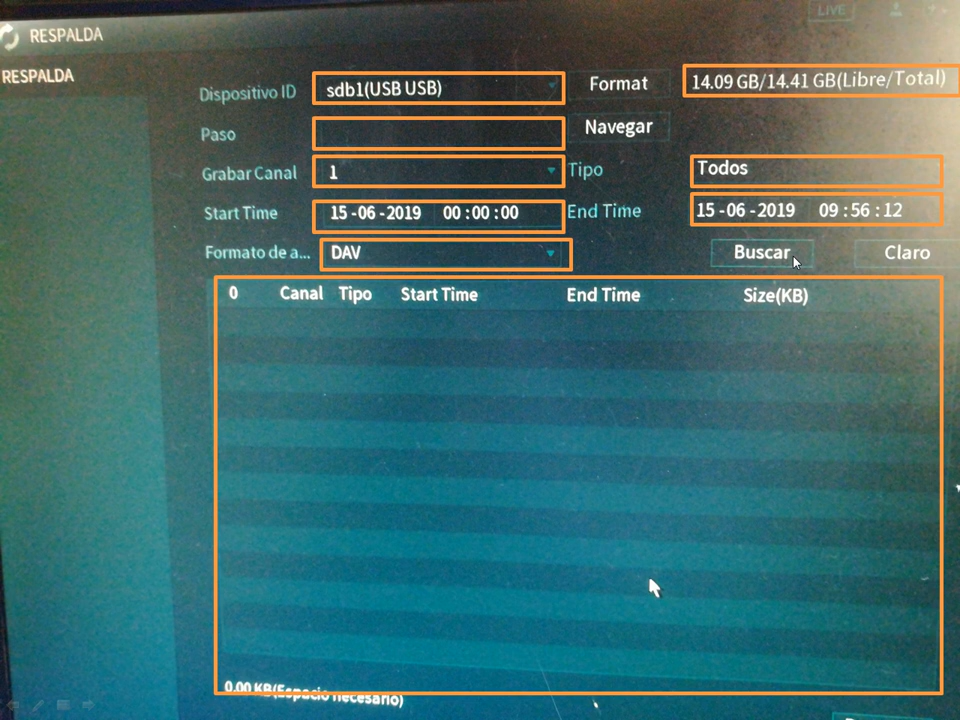 LIVE
RESPALDA
RESPALDA
Dispositivo ID sdb1(USB USB) Format 14.09 GB/14.41 GB(Libre/Total)
Paso Navegar
Grabar Canal 1 Tipo Todos
Start Time 15 -06 -2019 00 : 00 : 00 End Time 15 -06 -2019 09 : 56 : 12
Formato de a... DAV Buscar Claro
0 Canal Tipo Start Time End Time Size(KB)
0.00 KB(Espacio necesario)